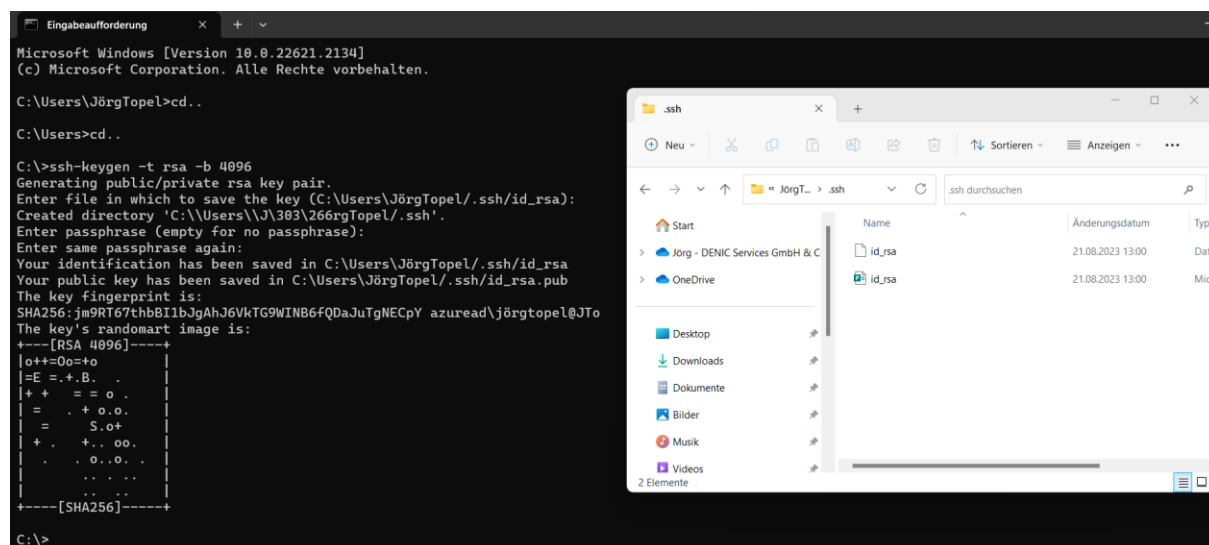 Eingabeaufforderung
Microsoft Windows [Version 10.0.22621.2134]
(c) Microsoft Corporation. Alle Rechte vorbehalten.
C:\Users\JörgTopel>cd..
C:\Users>cd..
C:\>ssh-keygen -t rsa -b 4096
Generating public/private rsa key pair.
Enter file in which to save the key (C:\Users\JörgTopel/.ssh/id_rsa):
Created directory 'C:\\Users\\J\303\266rgTopel/.ssh'.
Enter passphrase (empty for no passphrase):
Enter same passphrase again:
Your identification has been saved in C:\Users\JörgTopel/.ssh/id_rsa
Your public key has been saved in C:\Users\JörgTopel/.ssh/id_rsa.pub
The key fingerprint is:
SHA256:jm9RT67thbBI1bJgAhJ6VkTG9WINB6fQDaJuTgNECpY azuread\jörgtopel@JTo
The key's randomart image is:
+---[RSA 4096]----+
|o++=Oo=+o        |
|=E =.+.B.  .     |
|+ +   = = o .    |
| =   . + o.o.    |
|  =     S.o+     |
| + .   +.. oo.   |
|  .   . o..o. .  |
|       .. . ..   |
|       ..  ..    |
+----[SHA256]-----+
C:\>
.ssh
Neu
Sortieren
Anzeigen
« JörgT... › .ssh
.ssh durchsuchen
Start
Jörg - DENIC Services GmbH & C
OneDrive
Desktop
Downloads
Dokumente
Bilder
Musik
Videos
Name Änderungsdatum Typ
id_rsa 21.08.2023 13:00 Dat
id_rsa 21.08.2023 13:00 Mic
2 Elemente